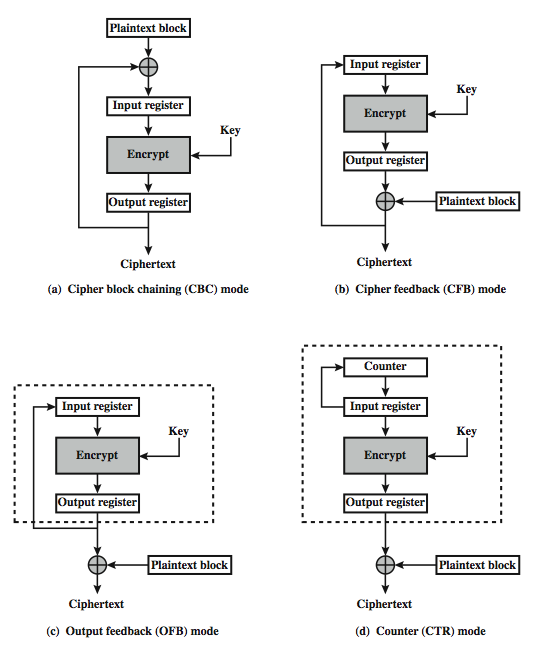 Plaintext block
Input register
Key
Encrypt
Output register
Ciphertext
(a) Cipher block chaining (CBC) mode
Input register
Key
Encrypt
Output register
Plaintext block
Ciphertext
(b) Cipher feedback (CFB) mode
Input register
Key
Encrypt
Output register
Plaintext block
Ciphertext
(c) Output feedback (OFB) mode
Counter
Input register
Key
Encrypt
Output register
Plaintext block
Ciphertext
(d) Counter (CTR) mode